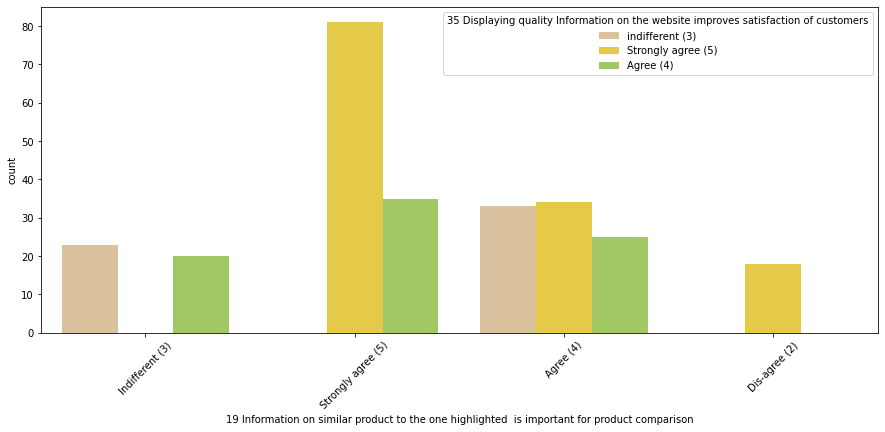 35 Displaying quality Information on the website improves satisfaction of customers
indifferent (3)
Strongly agree (5)
Agree (4)
80
70
60
50
40
30
20
10
0
count
Indifferent (3)
Strongly agree (5)
Agree (4)
Dis-agree (2)
19 Information on similar product to the one highlighted  is important for product comparison